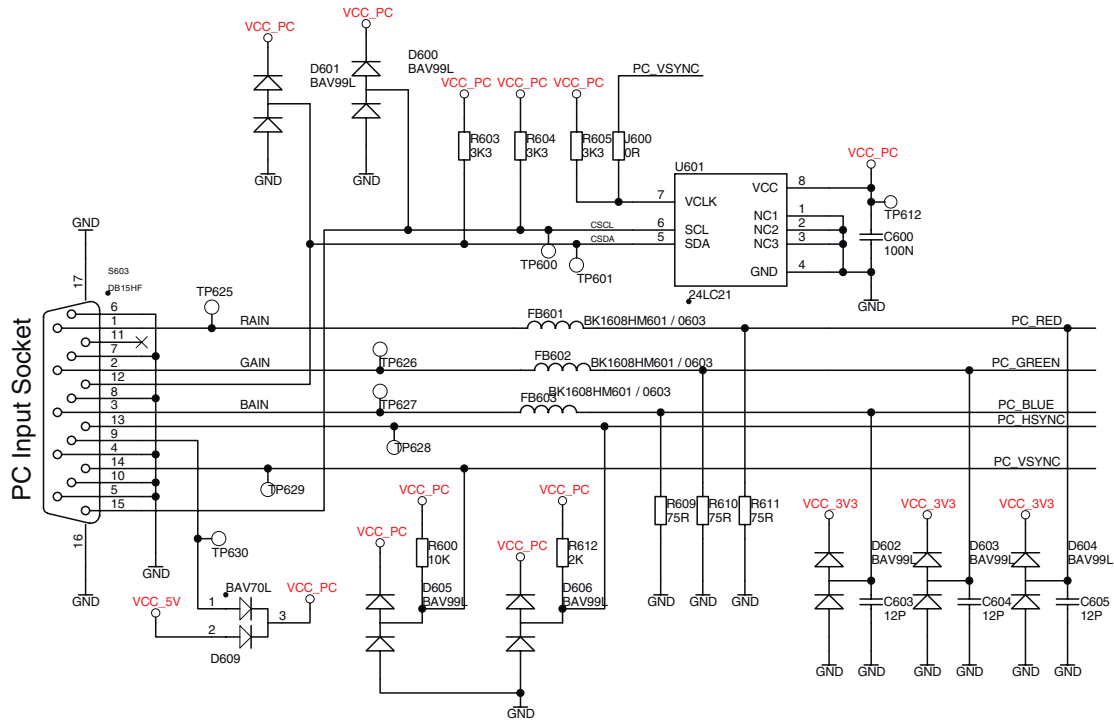 VCC_PC
VCC_PC
D600
BAV99L
D601
BAV99L
PC_VSYNC
VCC_PC
VCC_PC
VCC_PC
R603
3K3
R604
3K3
R605
3K3
J600
0R
U601
VCC_PC
GND
GND
7
VCLK
VCC
8
6
SCL
NC1
1
5
SDA
NC2
2
NC3
3
GND
4
CSCL
CSDA
TP600
TP601
TP612
C600
100N
24LC21
GND
GND
17
S603
DB15HF
TP625
PC Input Socket
6
1
11
7
2
12
8
3
13
9
4
14
10
5
15
16
GND
GND
RAIN
FB601
BK1608HM601 / 0603
PC_RED
GAIN
TP626
FB602
BK1608HM601 / 0603
PC_GREEN
BAIN
TP627
FB603
BK1608HM601 / 0603
PC_BLUE
PC_HSYNC
TP628
PC_VSYNC
TP629
TP630
VCC_PC
VCC_PC
R600
10K
R612
2K
VCC_PC
VCC_PC
D605
BAV99L
D606
BAV99L
GND
R609
75R
R610
75R
R611
75R
GND
GND
GND
VCC_3V3
VCC_3V3
VCC_3V3
D602
BAV99L
D603
BAV99L
D604
BAV99L
C603
12P
C604
12P
C605
12P
GND
GND
GND
GND
GND
GND
VCC_5V
BAV70L
VCC_PC
1
2
3
D609